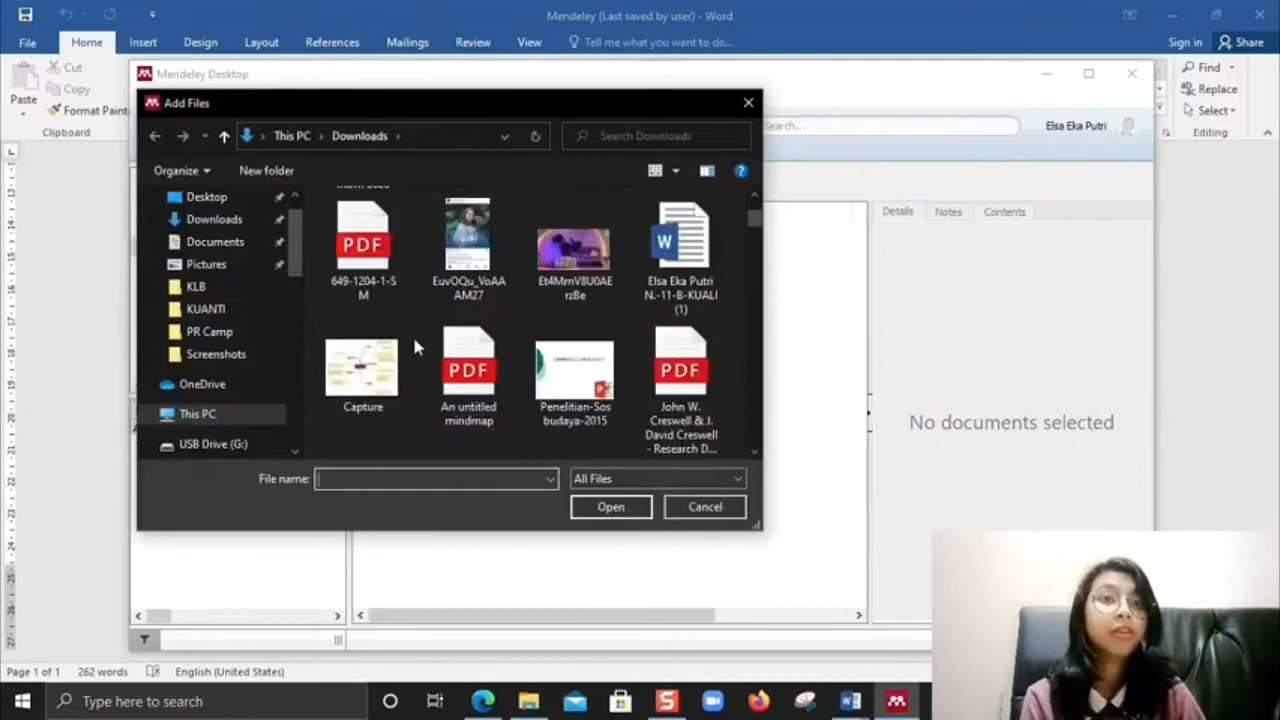 Mendeley (Last saved by user) - Word
File
Home
Insert
Design
Layout
References
Mailings
Review
View
Tell me what you want to do...
Sign in
Share
Paste
Cut
Copy
Format Paint
Clipboard
Find
Replace
Select
Editing
Mendeley Desktop
Search...
Elsa Eka Putri
Details
Notes
Contents
No documents selected
Add Files
This PC
Downloads
Search Downloads
Organize
New folder
Desktop
Downloads
Documents
Pictures
KLB
KUANTI
PR Camp
Screenshots
OneDrive
This PC
USB Drive (G:)
PDF
649-1204-1-S
M
EuvOQu_VoAA
AM27
Et4MrnV8U0AE
rzBe
W
Elsa Eka Putri
N.-11-B-KUALI
(1)
Capture
PDF
An untitled
mindmap
Penelitian-Sos
budaya-2015
PDF
John W.
Creswell & J.
David Creswell
- Research D...
File name:
All Files
Open
Cancel
Page 1 of 1
262 words
English (United States)
Type here to search